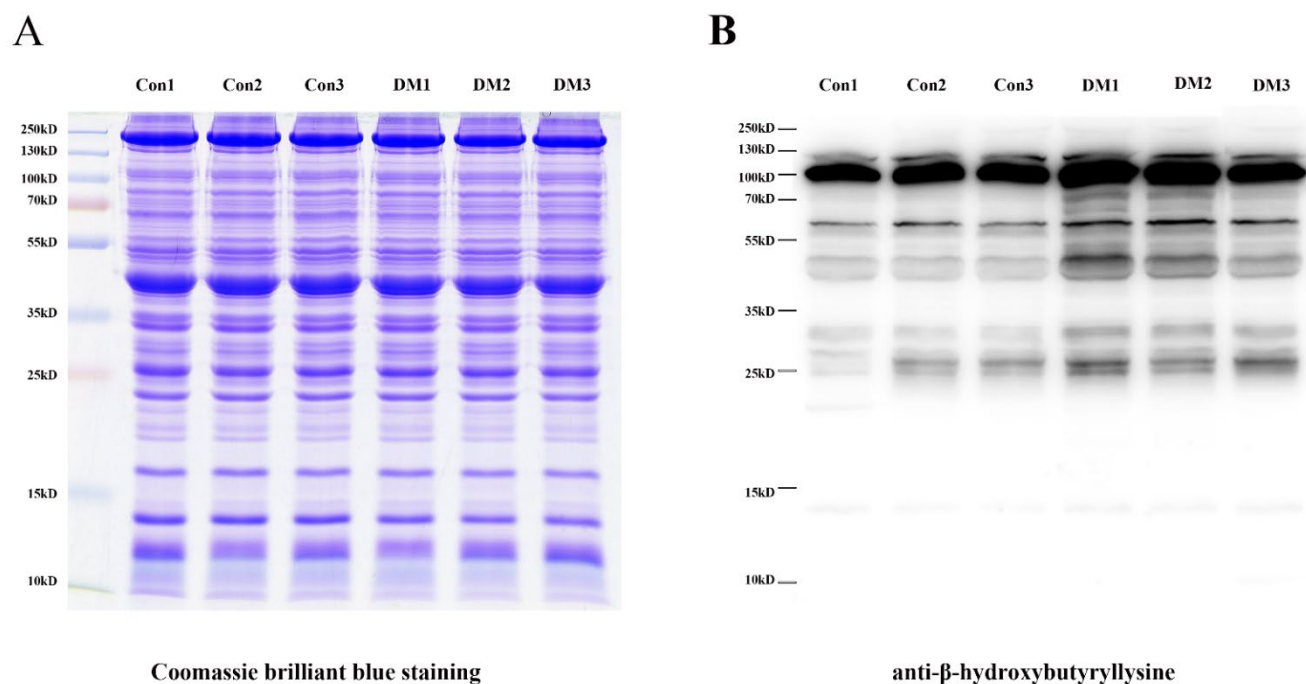 A
Con1 Con2 Con3 DM1 DM2 DM3
250kD
130kD
100kD
70kD
55kD
35kD
25kD
15kD
10kD
Coomassie brilliant blue staining
B
Con1 Con2 Con3 DM1 DM2 DM3
250kD
130kD
100kD
70kD
55kD
35kD
25kD
15kD
10kD
anti-β-hydroxybutyryllysine